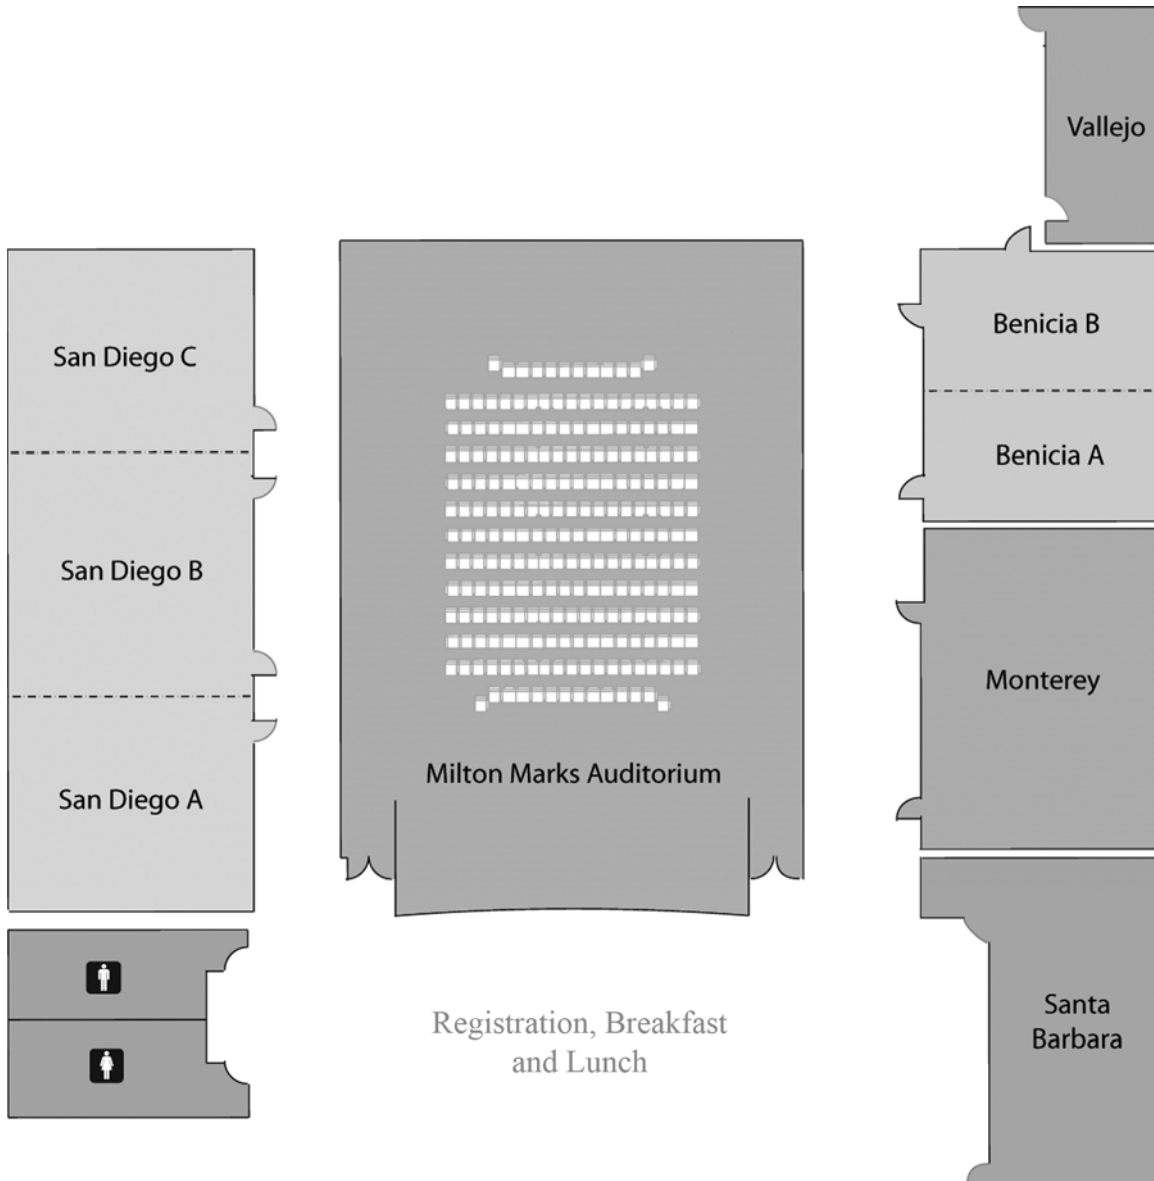 Vallejo
San Diego C
Benicia B
Benicia A
San Diego B
Monterey
Milton Marks Auditorium
San Diego A
Registration, Breakfast
and Lunch
Santa
Barbara